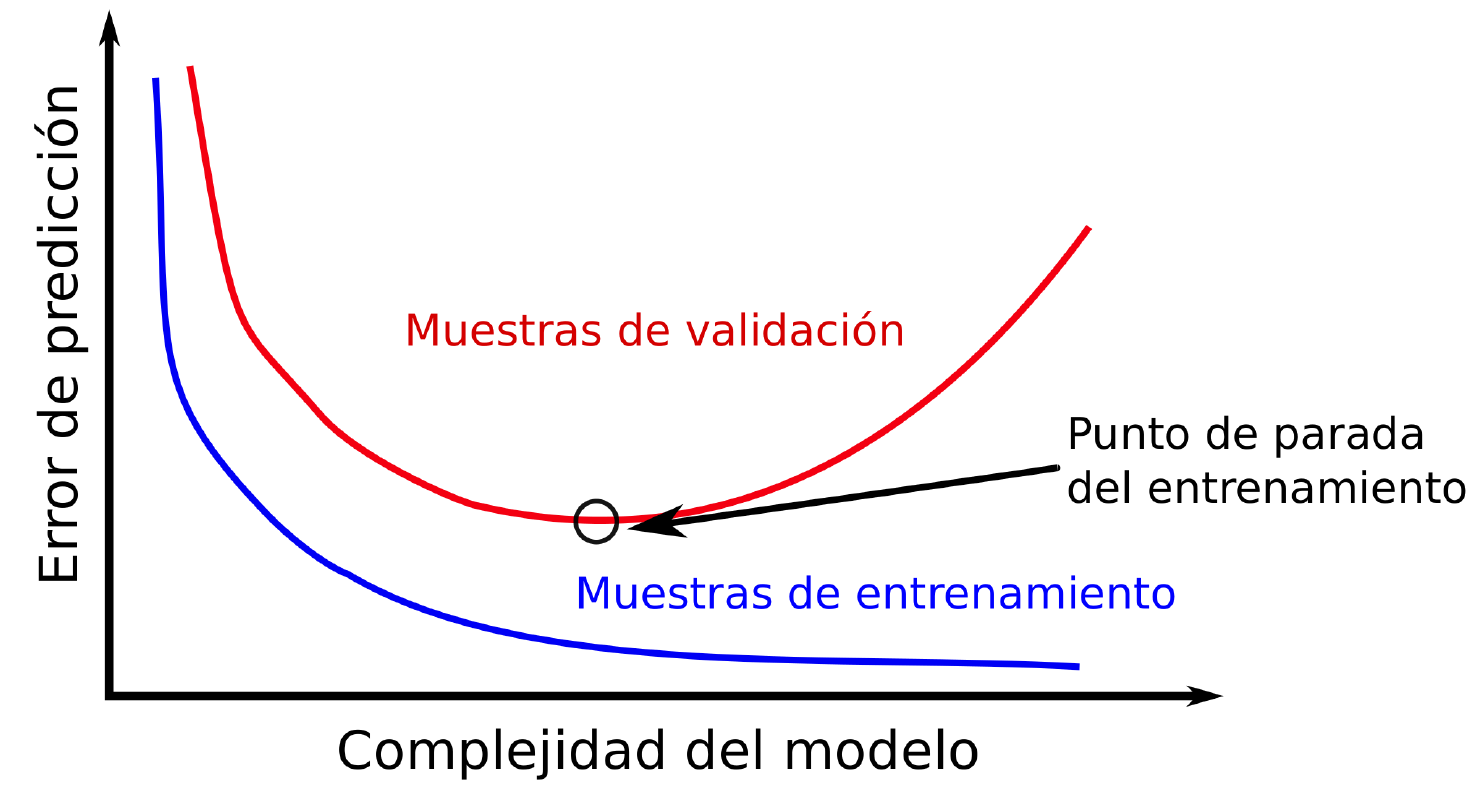 Error de predicción
Muestras de validación
Punto de parada
del entrenamiento
Muestras de entrenamiento
Complejidad del modelo